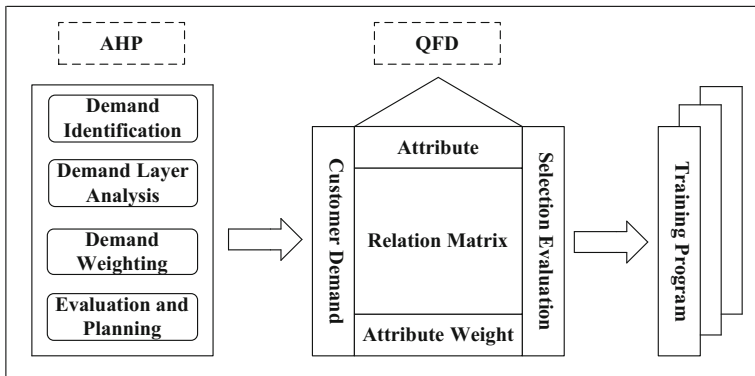 AHP
QFD
Demand
Identification
Demand Layer
Analysis
Demand
Weighting
Evaluation and
Planning
Customer Demand
Attribute
Relation Matrix
Attribute Weight
Selection Evaluation
Training Program